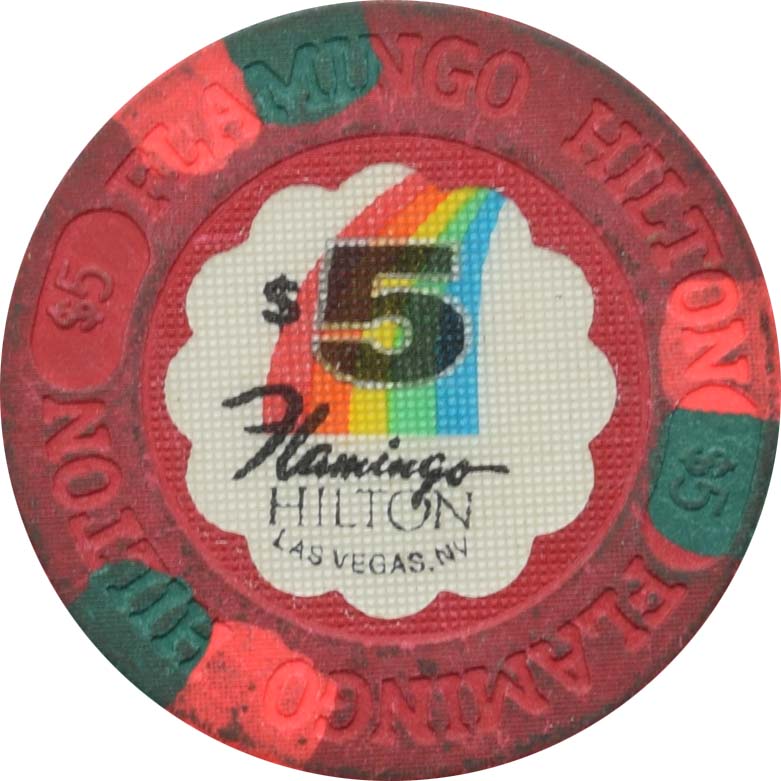 FLAMINGO HILTON
$5
FLAMINGO HILTON
$5
$5
Flamingo
HILTON
LAS VEGAS, NV